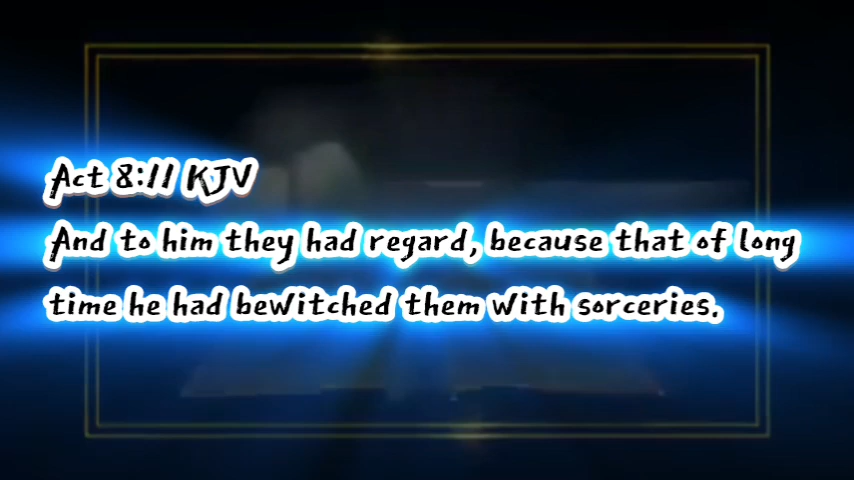 Act 8:11 KJV
And to him they had regard, because that of long
time he had bewitched them with sorceries.